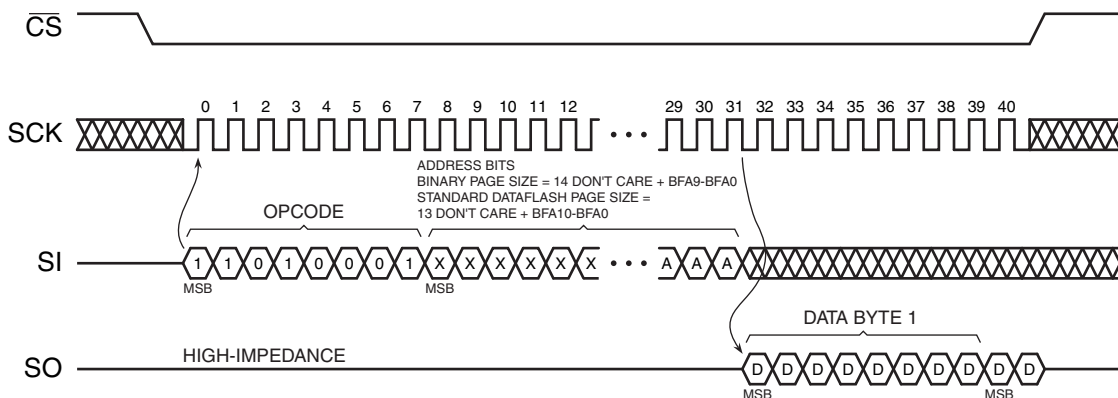 CS
0 1 2 3 4 5 6 7 8 9 10 11 12 29 30 31 32 33 34 35 36 37 38 39 40
SCK
ADDRESS BITS
BINARY PAGE SIZE = 14 DON'T CARE + BFA9-BFA0
STANDARD DATAFLASH PAGE SIZE =
13 DON'T CARE + BFA10-BFA0
OPCODE
SI 1 1 0 1 0 0 0 1 X X X X X X • • • A A A
MSB MSB
DATA BYTE 1
HIGH-IMPEDANCE
SO D D D D D D D D D D
MSB MSB